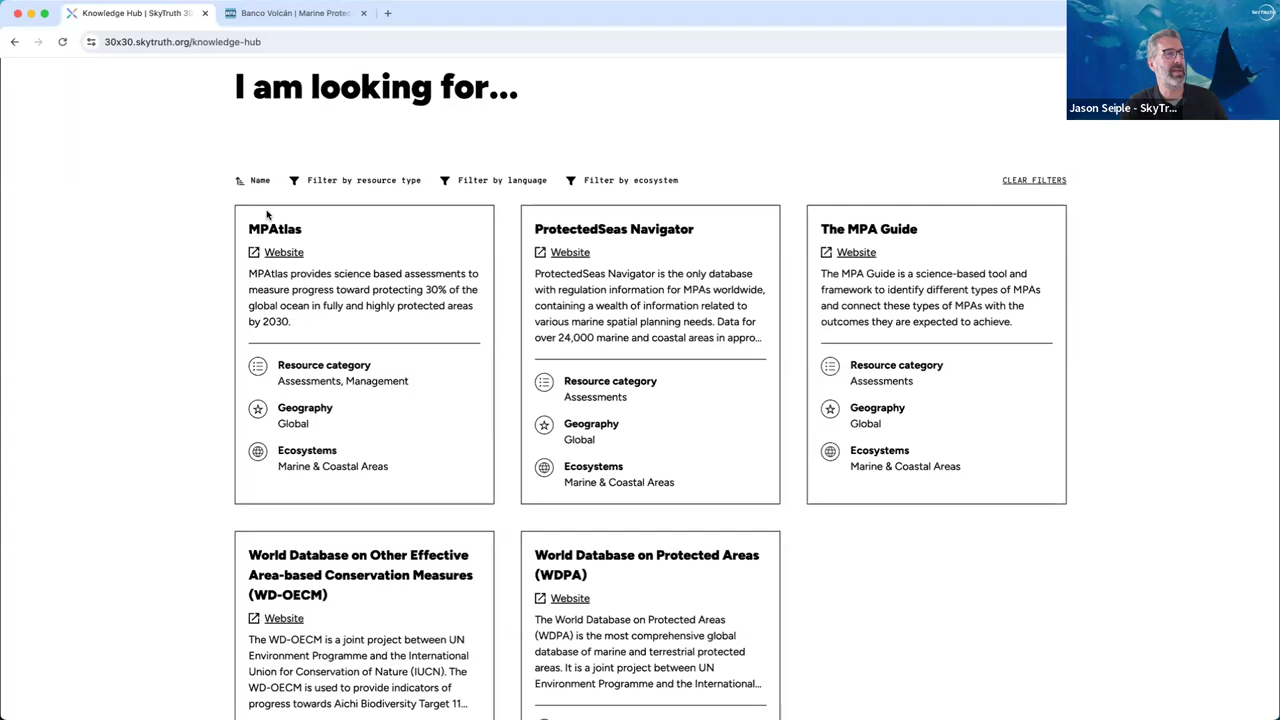 Knowledge Hub | SkyTruth 30
Banco Volcán | Marine Protec
30x30.skytruth.org/knowledge-hub
SkyTruth
Jason Seiple - SkyTr...
I am looking for...
Name
Filter by resource type
Filter by language
Filter by ecosystem
CLEAR FILTERS
MPAtlas
Website
MPAtlas provides science based assessments to
measure progress toward protecting 30% of the
global ocean in fully and highly protected areas
by 2030.
Resource category
Assessments, Management
Geography
Global
Ecosystems
Marine & Coastal Areas
ProtectedSeas Navigator
Website
ProtectedSeas Navigator is the only database
with regulation information for MPAs worldwide,
containing a wealth of information related to
various marine spatial planning needs. Data for
over 24,000 marine and coastal areas in appro...
Resource category
Assessments
Geography
Global
Ecosystems
Marine & Coastal Areas
The MPA Guide
Website
The MPA Guide is a science-based tool and
framework to identify different types of MPAs
and connect these types of MPAs with the
outcomes they are expected to achieve.
Resource category
Assessments
Geography
Global
Ecosystems
Marine & Coastal Areas
World Database on Other Effective
Area-based Conservation Measures
(WD-OECM)
Website
The WD-OECM is a joint project between UN
Environment Programme and the International
Union for Conservation of Nature (IUCN). The
WD-OECM is used to provide indicators of
progress towards Aichi Biodiversity Target 11...
World Database on Protected Areas
(WDPA)
Website
The World Database on Protected Areas
(WDPA) is the most comprehensive global
database of marine and terrestrial protected
areas. It is a joint project between UN
Environment Programme and the International...